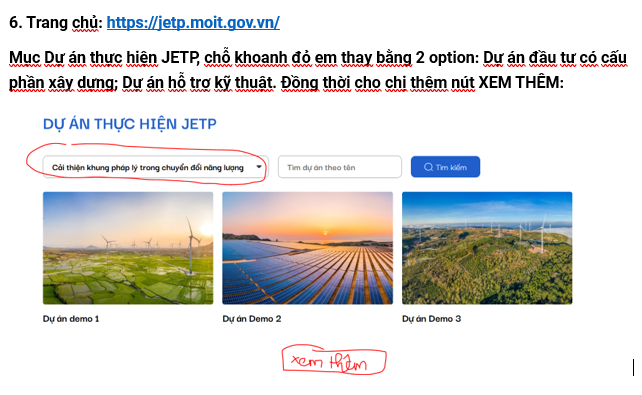 6. Trang chủ: https://jetp.moit.gov.vn/
Mục Dự án thực hiện JETP, chỗ khoanh đỏ em thay bằng 2 option: Dự án đầu tư có cấu
phần xây dựng; Dự án hỗ trợ kỹ thuật. Đồng thời cho chị thêm nút XEM THÊM:
DỰ ÁN THỰC HIỆN JETP
Cải thiện khung pháp lý trong chuyển đổi năng lượng
Tìm dự án theo tên
Tìm kiếm
Dự án demo 1
Dự án Demo 2
Dự án Demo 3
xem thêm